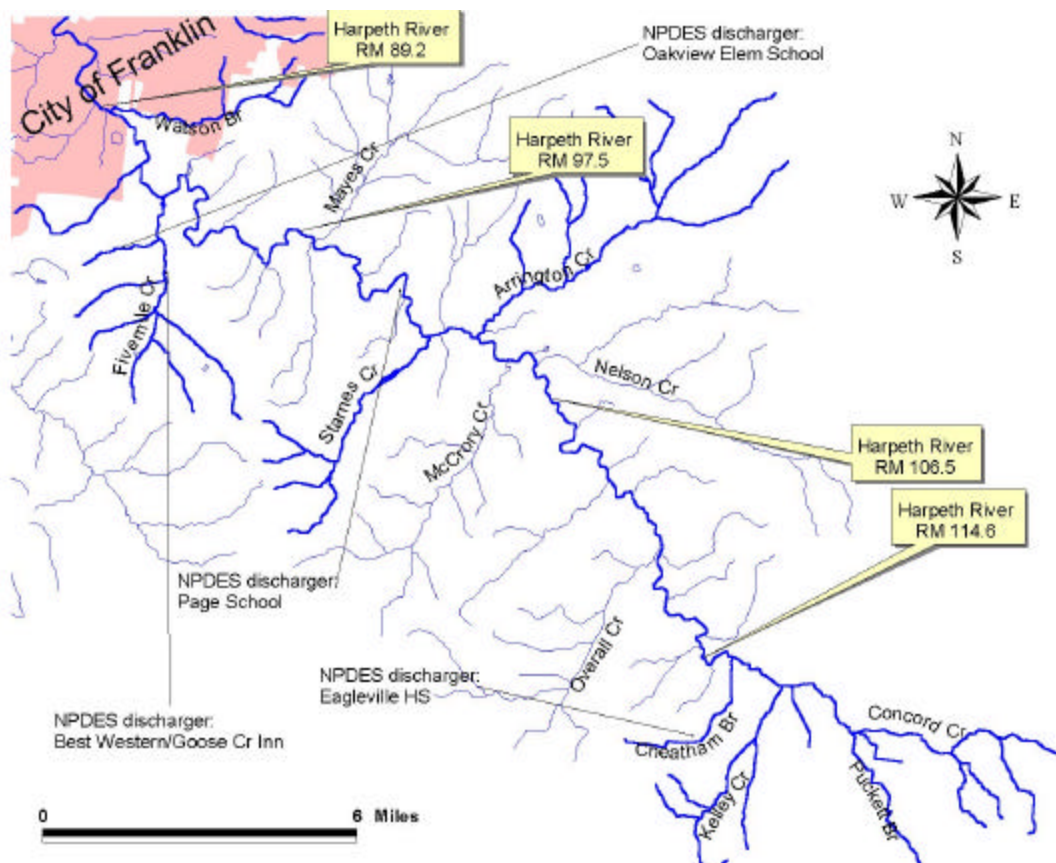 Harpeth River
RM 89.2
NPDES discharger:
Oakview Elem School
City of Franklin
Watson Br
Harpeth River
RM 97.5
Mayes Cr
N
W
E
S
Arrington Cr
Fivemile Cr
Starnes Cr
Nelson Cr
McCrory Cr
Harpeth River
RM 106.5
Harpeth River
RM 114.6
NPDES discharger:
Page School
Overall Cr
NPDES discharger:
Eagleville HS
NPDES discharger:
Best Western/Goose Cr Inn
Cheatham Br
Concord Cr
Kelley Cr
Puckett Br
0
6 Miles